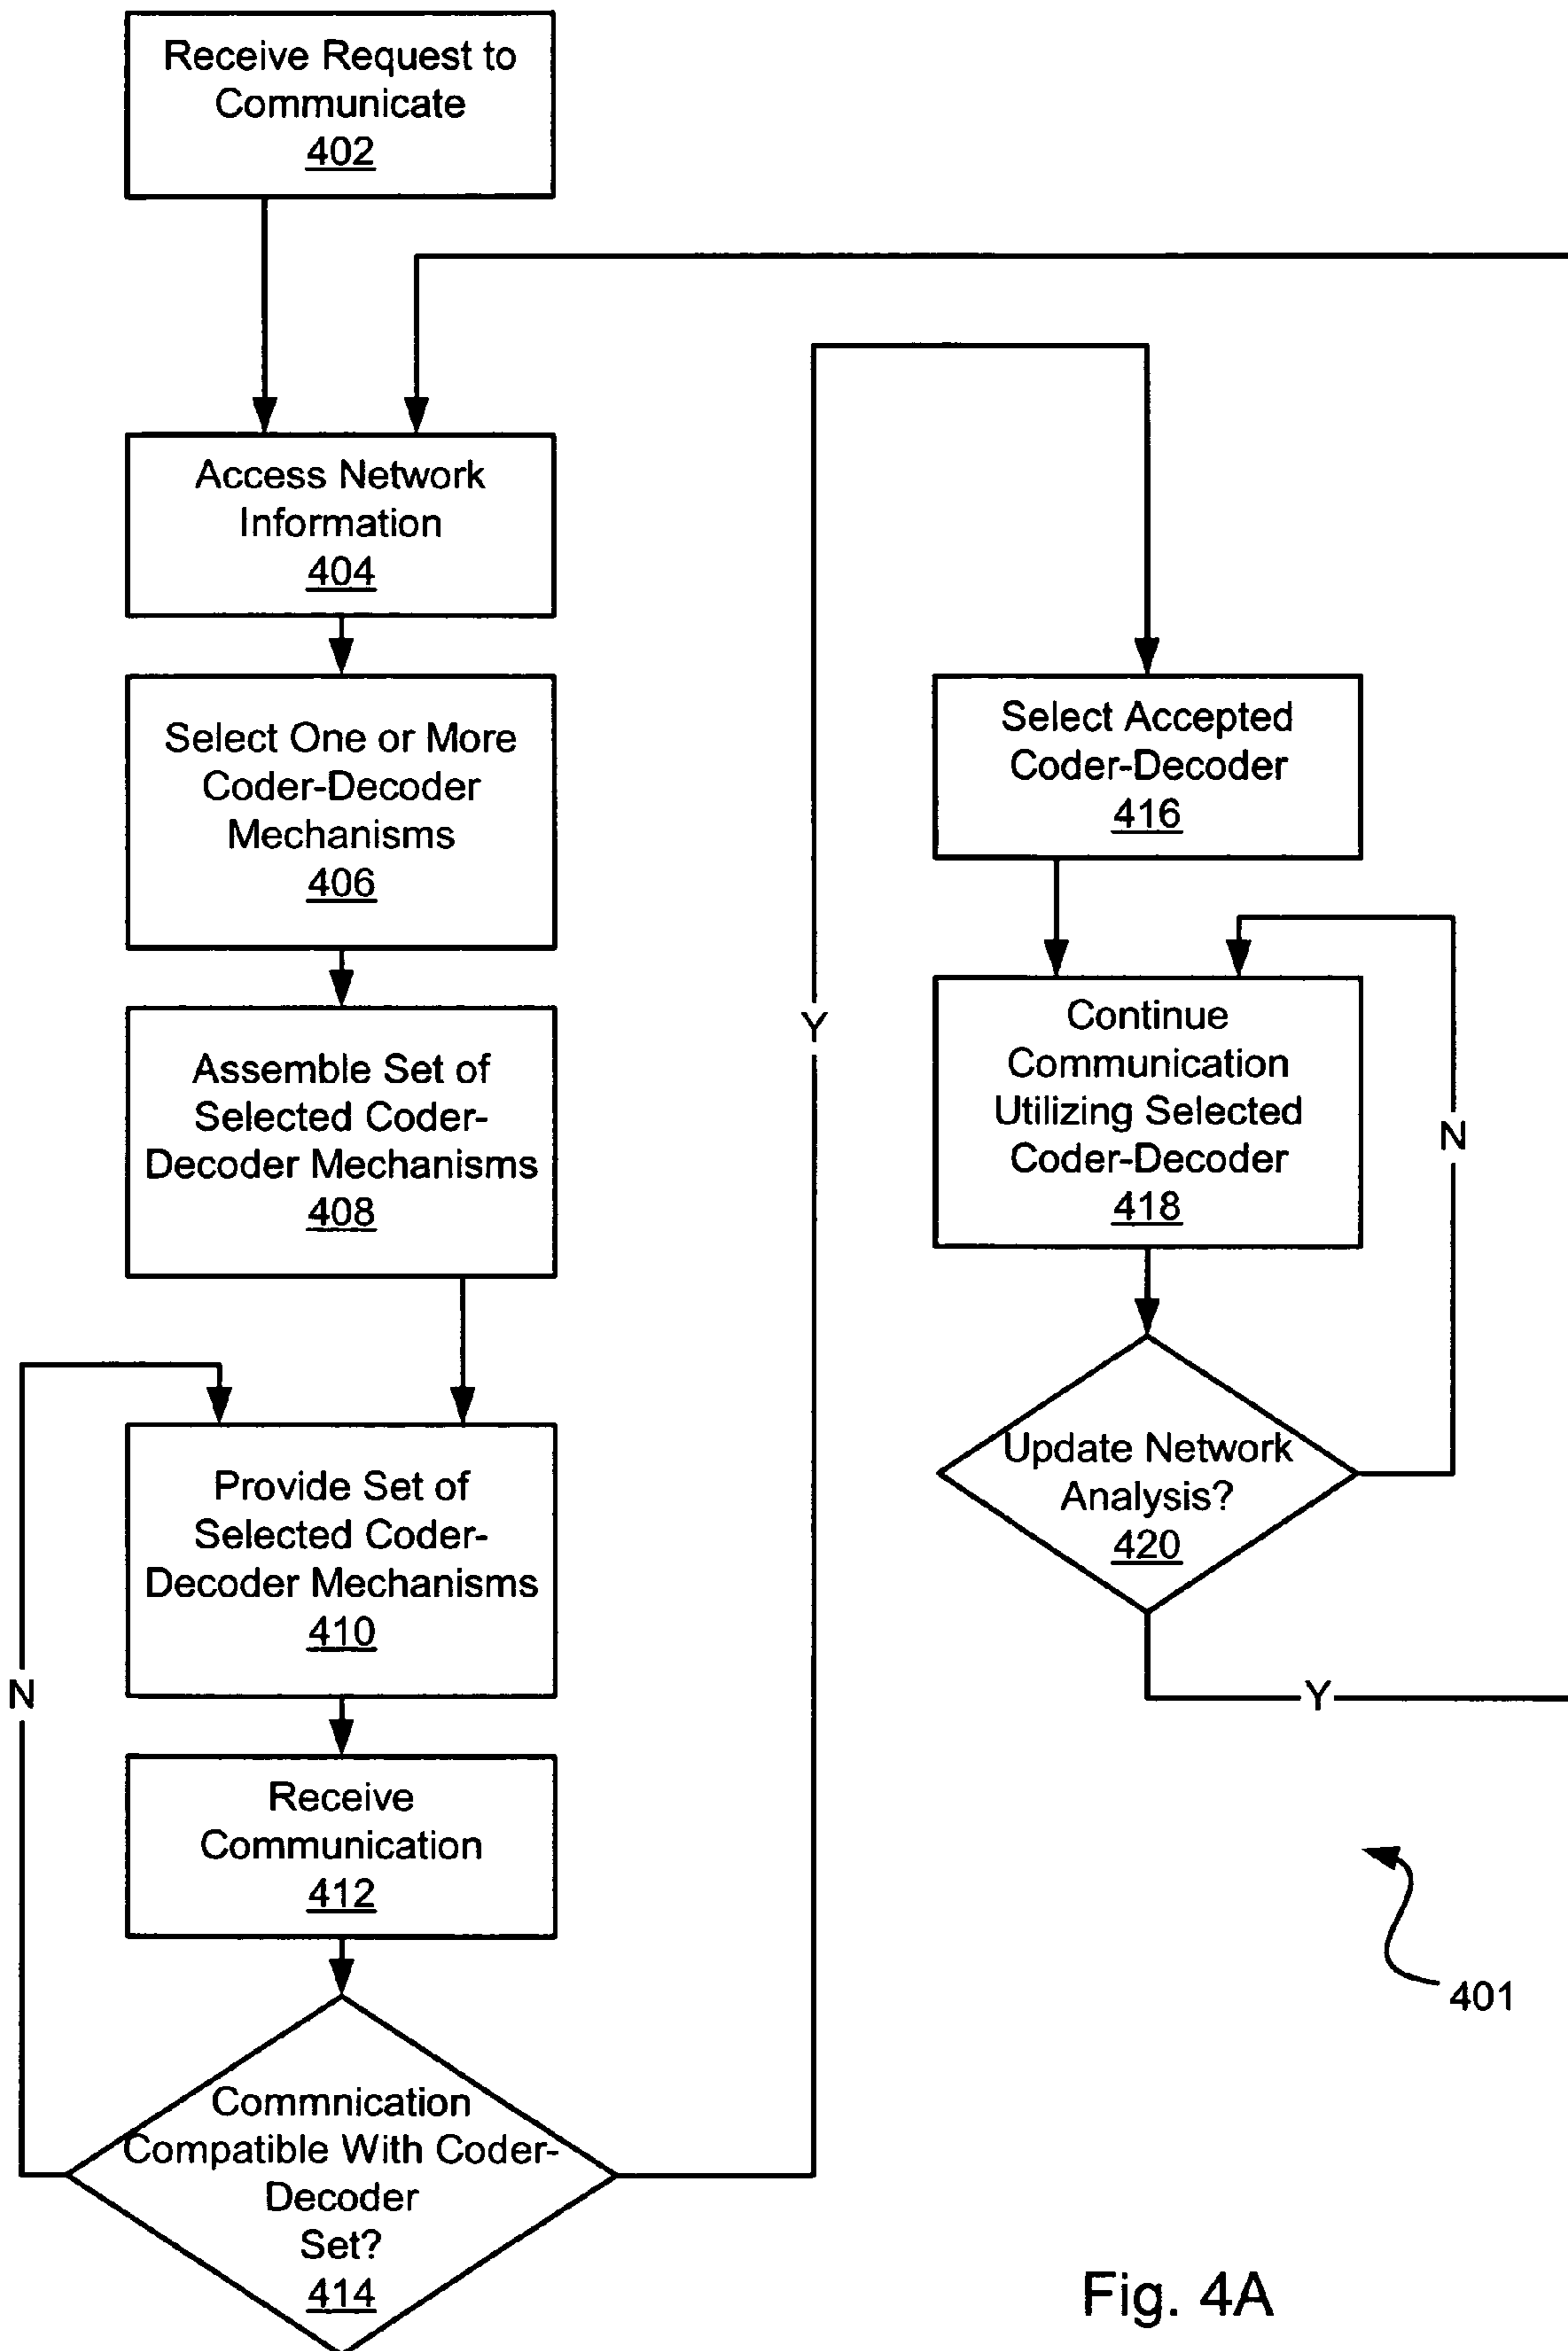 Receive Request to
Communicate
402
Access Network
Information
404
Select One or More
Coder-Decoder
Mechanisms
406
Assemble Set of
Selected Coder-
Decoder Mechanisms
408
Provide Set of
Selected Coder-
Decoder Mechanisms
410
N
Receive
Communication
412
Commnication
Compatible With Coder-
Decoder
Set?
414
Y
Select Accepted
Coder-Decoder
416
Continue
Communication
Utilizing Selected
Coder-Decoder
418
N
Update Network
Analysis?
420
Y
401
Fig. 4A